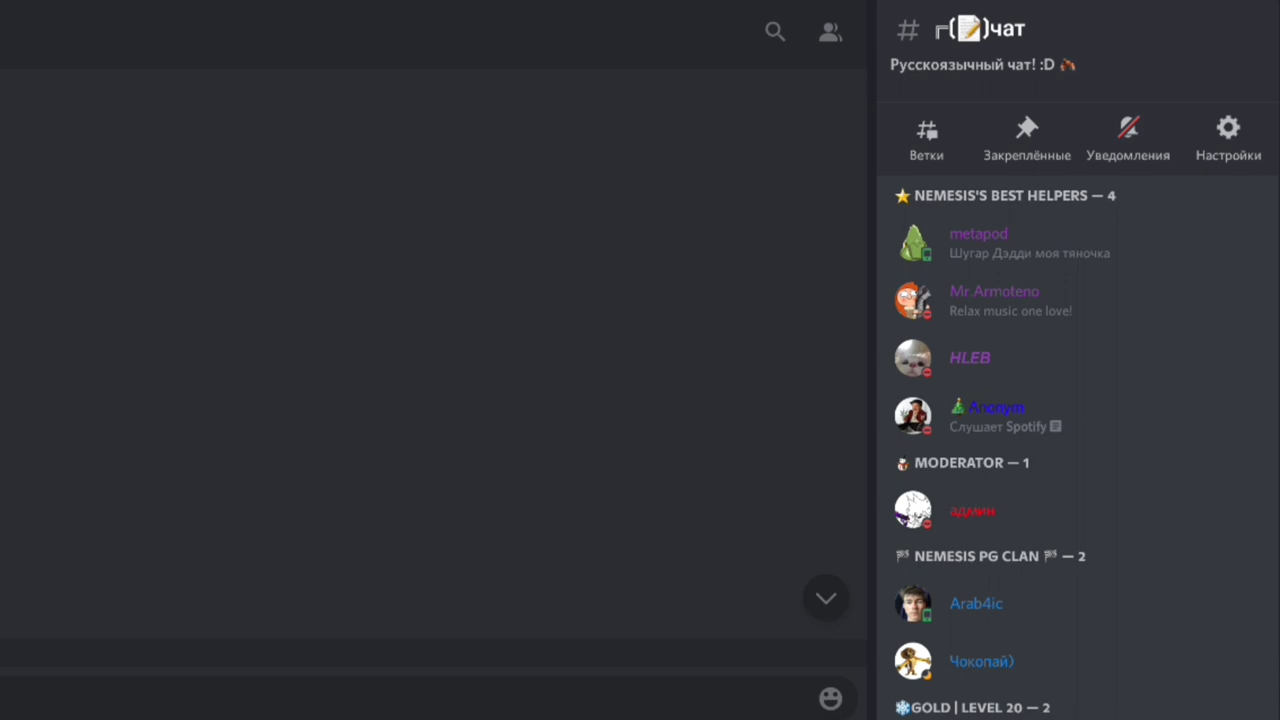 ╔(📝)чат
Русскоязычный чат! :D
Ветки
Закреплённые
Уведомления
Настройки
⭐ NEMESIS'S BEST HELPERS — 4
metapod
Шугар Дэдди моя тяночка
Mr.Armoteno
Relax music one love!
HLEB
🎄Anonym
Слушает Spotify
⛄ MODERATOR — 1
админ
🏁 NEMESIS PG CLAN 🏁 — 2
Arab4ic
Чокопай)
❄️GOLD | LEVEL 20 — 2